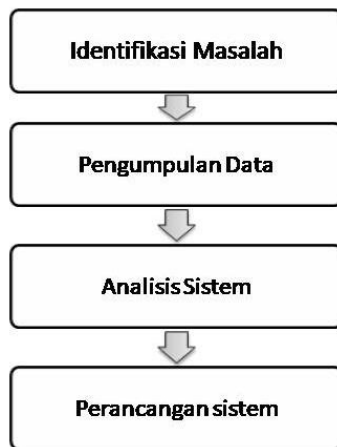 Identifikasi Masalah
Pengumpulan Data
Analisis Sistem
Perancangan sistem